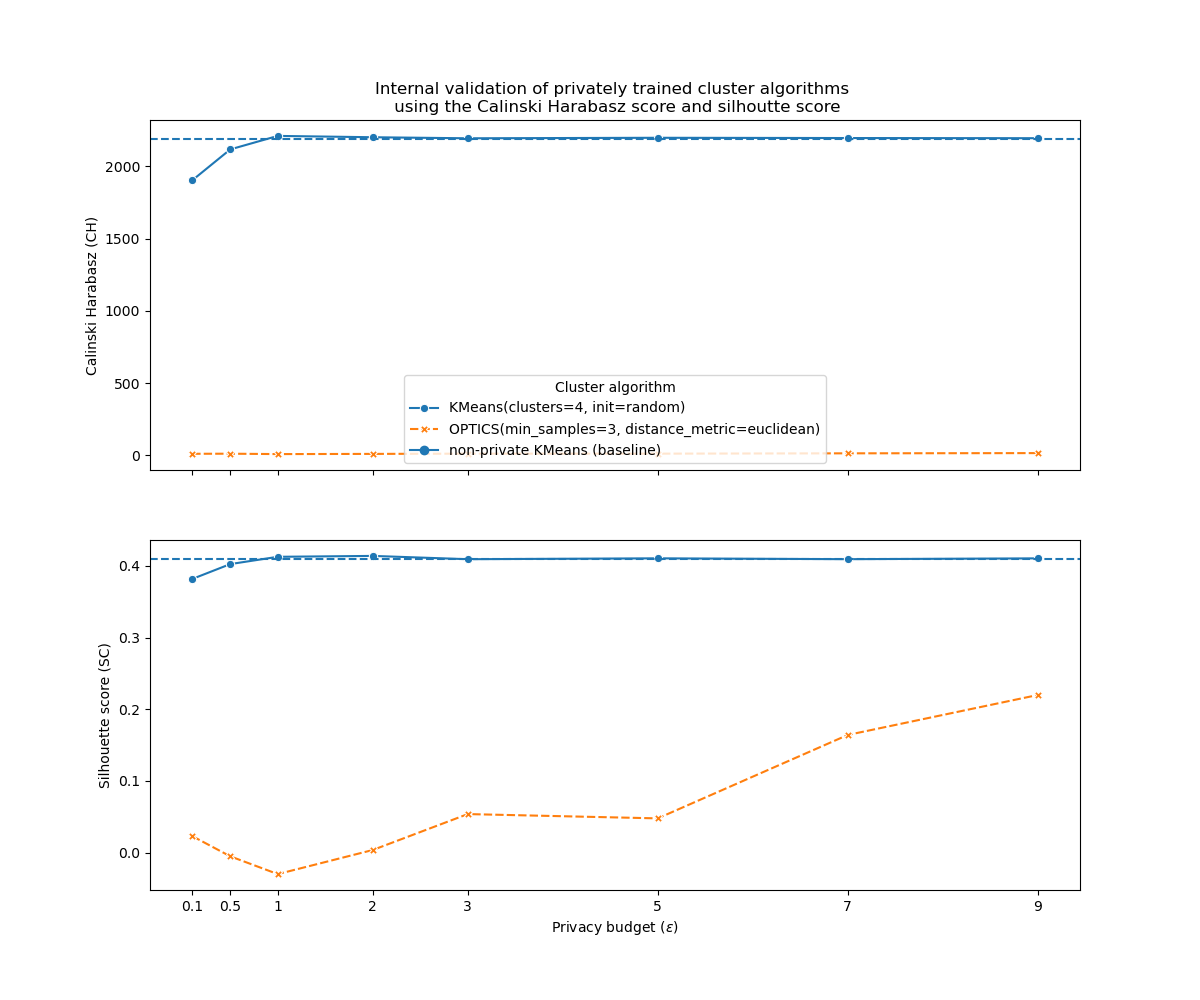 Internal validation of privately trained cluster algorithms
using the Calinski Harabasz score and silhoutte score
Calinski Harabasz (CH)
2000
1500
1000
500
0
Cluster algorithm
KMeans(clusters=4, init=random)
OPTICS(min_samples=3, distance_metric=euclidean)
non-private KMeans (baseline)
Silhouette score (SC)
0.4
0.3
0.2
0.1
0.0
0.1 0.5 1 2 3 5 7 9
Privacy budget (ε)